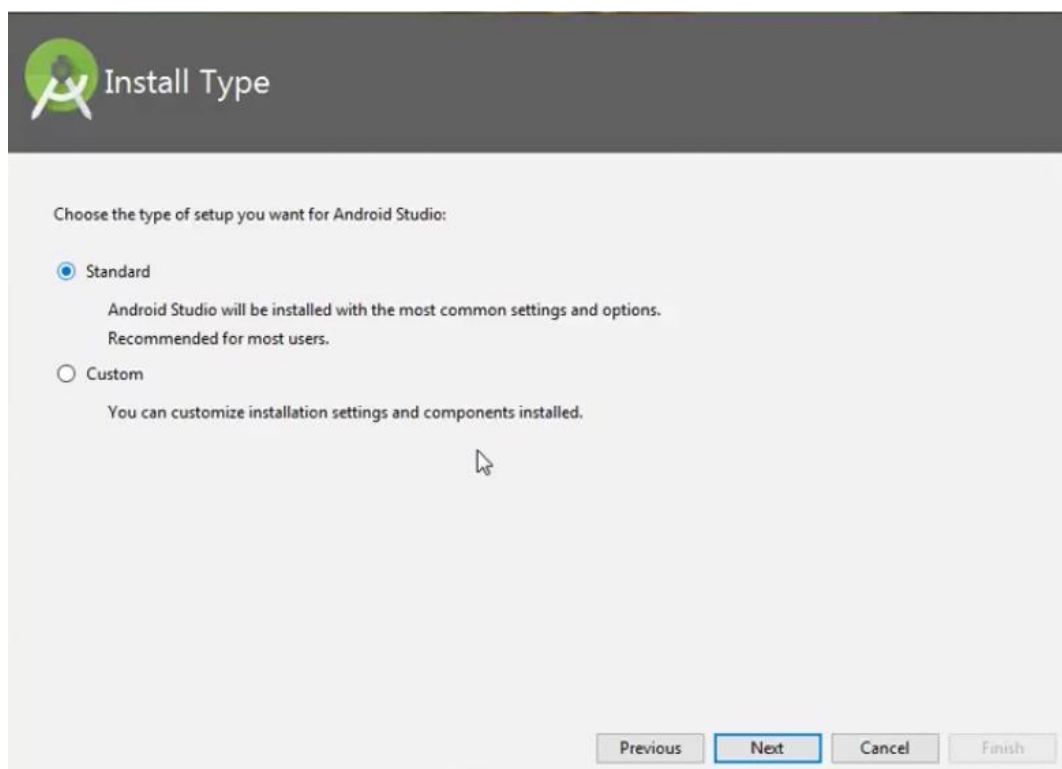 Install Type
Choose the type of setup you want for Android Studio:
Standard
Android Studio will be installed with the most common settings and options.
Recommended for most users.
Custom
You can customize installation settings and components installed.
Previous Next Cancel Finish